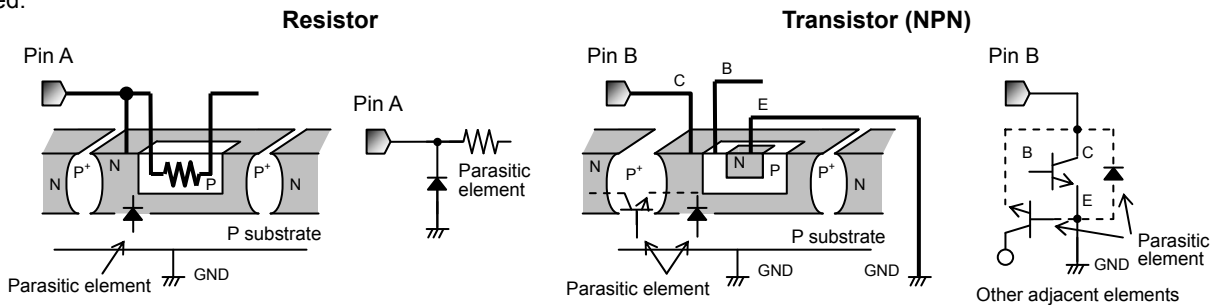 ed.
Resistor
Transistor (NPN)
Pin A
Pin B
Pin B
C
B
E
Pin A
N
P+
N
P
P+
N
Parasitic
element
N
P+
N
P
P+
N
B
C
E
P substrate
P substrate
Parasitic
element
GND
GND
GND
GND
Parasitic element
Parasitic element
Other adjacent elements